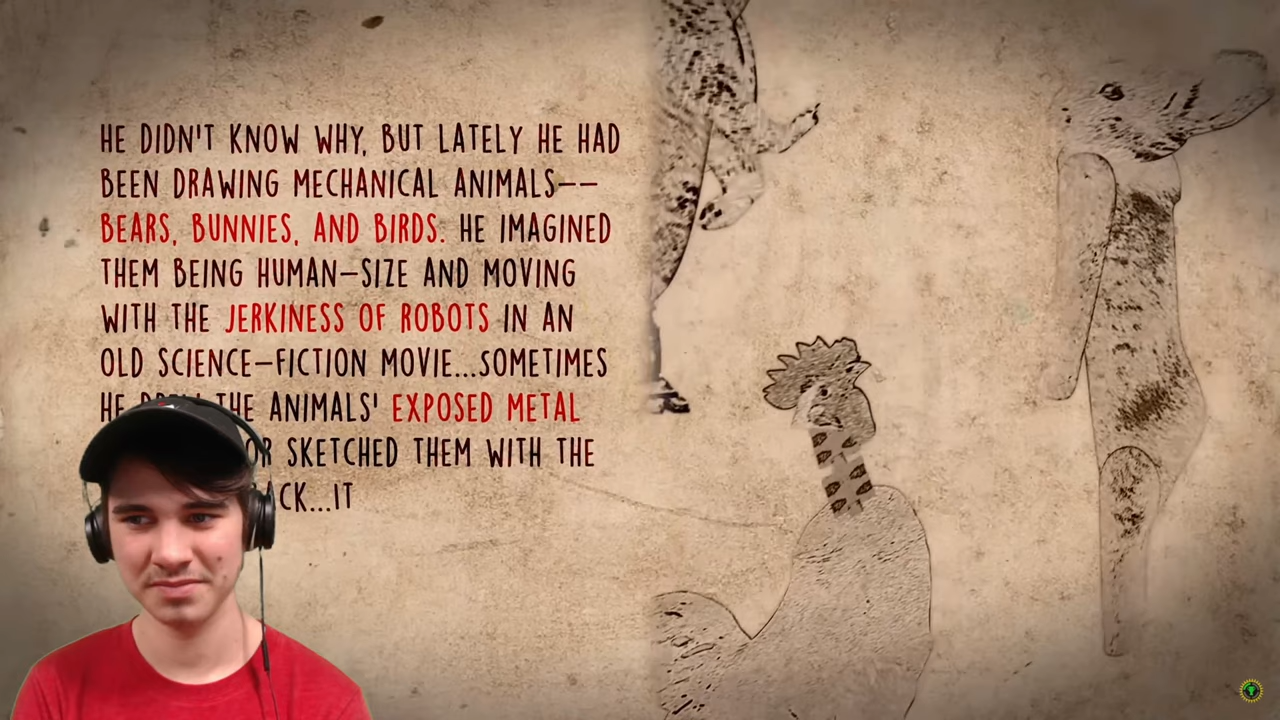 HE DIDN'T KNOW WHY, BUT LATELY HE HAD
BEEN DRAWING MECHANICAL ANIMALS--
BEARS, BUNNIES, AND BIRDS. HE IMAGINED
THEM BEING HUMAN-SIZE AND MOVING
WITH THE JERKINESS OF ROBOTS IN AN
OLD SCIENCE-FICTION MOVIE...SOMETIMES
HE THE ANIMALS' EXPOSED METAL
OR SKETCHED THEM WITH THE
...IT